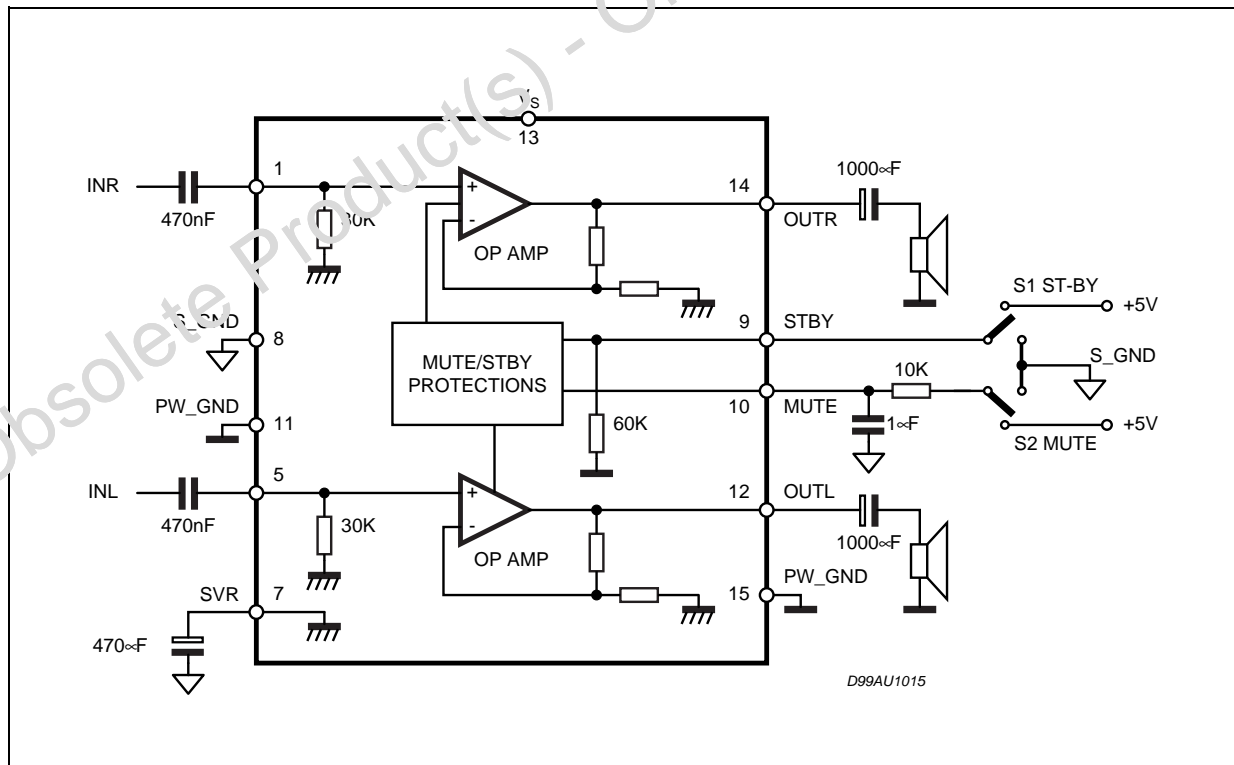 Obsolete Product(s) - O
VS
13
INR
470nF
1
30K
+
-
OP AMP
14
OUTR
1000∝F
S_GND
8
MUTE/STBY
PROTECTIONS
9
STBY
S1 ST-BY
+5V
S_GND
PW_GND
11
10
MUTE
10K
60K
1∝F
S2 MUTE
+5V
INL
470nF
5
30K
+
-
OP AMP
12
OUTL
1000∝F
SVR
7
470∝F
15
PW_GND
D99AU1015